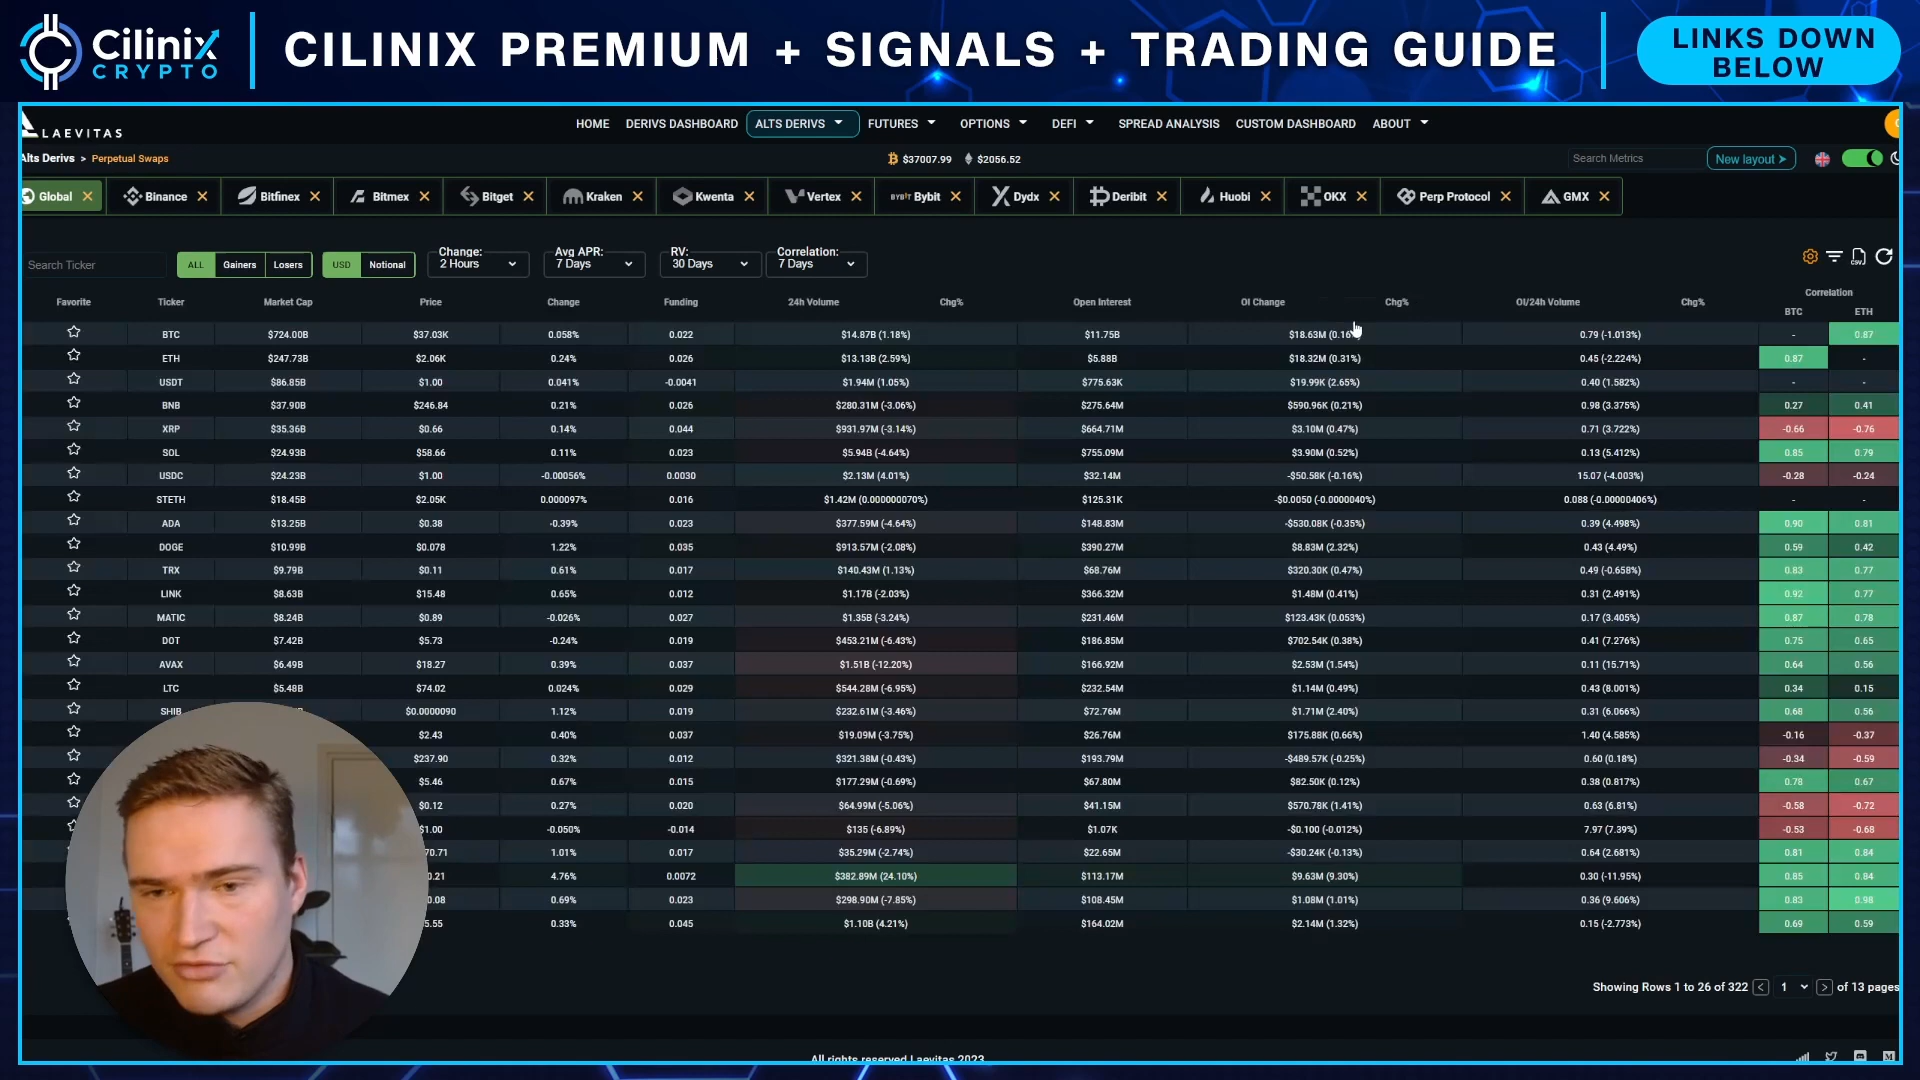 Cilinix
CRYPTO
CILINIX PREMIUM + SIGNALS + TRADING GUIDE
LINKS DOWN
BELOW
LAEVITAS
HOME DERIVS DASHBOARD ALTS DERIVS FUTURES OPTIONS DEFI SPREAD ANALYSIS CUSTOM DASHBOARD ABOUT
Alts Derivs > Perpetual Swaps
$37007.99 $2056.52
Search Metrics
New layout
Global Binance Bitfinex Bitmex Bitget Kraken Kwenta Vertex BYBIT Bybit Dydx Deribit Huobi OKX Perp Protocol GMX
Search Ticker
ALL Gainers Losers
USD Notional
Change:
2 Hours
Avg APR:
7 Days
RV:
30 Days
Correlation:
7 Days
CSV
Favorite Ticker Market Cap Price Change Funding 24h Volume Chg% Open Interest OI Change Chg% OI/24h Volume Chg% Correlation
BTC ETH
BTC $724.00B $37.03K 0.058% 0.022 $14.87B (1.18%) $11.75B $18.63M (0.16 0.79 (-1.013%) - 0.87
ETH $247.73B $2.06K 0.24% 0.026 $13.13B (2.59%) $5.88B $18.32M (0.31%) 0.45 (-2.224%) 0.87 -
USDT $86.85B $1.00 0.041% -0.0041 $1.94M (1.05%) $775.63K $19.99K (2.65%) 0.40 (1.582%) - -
BNB $37.90B $246.84 0.21% 0.026 $280.31M (-3.06%) $275.64M $590.96K (0.21%) 0.98 (3.375%) 0.27 0.41
XRP $35.36B $0.66 0.14% 0.044 $931.97M (-3.14%) $664.71M $3.10M (0.47%) 0.71 (3.722%) -0.66 -0.76
SOL $24.93B $58.66 0.11% 0.023 $5.94B (-4.64%) $755.09M $3.90M (0.52%) 0.13 (5.412%) 0.85 0.79
USDC $24.23B $1.00 -0.00056% 0.0030 $2.13M (4.01%) $32.14M -$50.58K (-0.16%) 15.07 (-4.003%) -0.28 -0.24
STETH $18.45B $2.05K 0.000097% 0.016 $1.42M (0.000000070%) $125.31K -$0.0050 (-0.0000040%) 0.088 (-0.00000406%) - -
ADA $13.25B $0.38 -0.39% 0.023 $377.59M (-4.64%) $148.83M -$530.08K (-0.35%) 0.39 (4.498%) 0.90 0.81
DOGE $10.99B $0.078 1.22% 0.035 $913.57M (-2.08%) $390.27M $8.83M (2.32%) 0.43 (4.49%) 0.59 0.42
TRX $9.79B $0.11 0.61% 0.017 $140.43M (1.13%) $68.76M $320.30K (0.47%) 0.49 (-0.658%) 0.83 0.77
LINK $8.63B $15.48 0.65% 0.012 $1.17B (-2.03%) $366.32M $1.48M (0.41%) 0.31 (2.491%) 0.92 0.77
MATIC $8.24B $0.89 -0.026% 0.027 $1.35B (-3.24%) $231.46M $123.43K (0.053%) 0.17 (3.405%) 0.87 0.78
DOT $7.42B $5.73 -0.24% 0.019 $453.21M (-6.43%) $186.85M $702.54K (0.38%) 0.41 (7.276%) 0.75 0.65
AVAX $6.49B $18.27 0.39% 0.037 $1.51B (-12.20%) $166.92M $2.53M (1.54%) 0.11 (15.71%) 0.64 0.56
LTC $5.48B $74.02 0.024% 0.029 $544.28M (-6.95%) $232.54M $1.14M (0.49%) 0.43 (8.001%) 0.34 0.15
SHIB $0.0000090 1.12% 0.019 $232.61M (-3.46%) $72.76M $1.71M (2.40%) 0.31 (6.066%) 0.68 0.56
$2.43 0.40% 0.037 $19.09M (-3.75%) $26.76M $175.88K (0.66%) 1.40 (4.585%) -0.16 -0.37
$237.90 0.32% 0.012 $321.38M (-0.43%) $193.79M -$489.57K (-0.25%) 0.60 (0.18%) -0.34 -0.59
$5.46 0.67% 0.015 $177.29M (-0.69%) $67.80M $82.50K (0.12%) 0.38 (0.817%) 0.78 0.67
$0.12 0.27% 0.020 $64.99M (-5.06%) $41.15M $570.78K (1.41%) 0.63 (6.81%) -0.58 -0.72
$1.00 -0.050% -0.014 $135 (-6.89%) $1.07K -$0.100 (-0.012%) 7.97 (7.39%) -0.53 -0.68
70.71 1.01% 0.017 $35.29M (-2.74%) $22.65M -$30.24K (-0.13%) 0.64 (2.681%) 0.81 0.84
0.21 4.76% 0.0072 $382.89M (24.10%) $113.17M $9.63M (9.30%) 0.30 (-11.95%) 0.85 0.84
0.08 0.69% 0.023 $298.90M (-7.85%) $108.45M $1.08M (1.01%) 0.36 (9.606%) 0.83 0.98
5.55 0.33% 0.045 $1.10B (4.21%) $164.02M $2.14M (1.32%) 0.15 (-2.773%) 0.69 0.59
Showing Rows 1 to 26 of 322 1 of 13 pages
All rights reserved Laevitas 2023